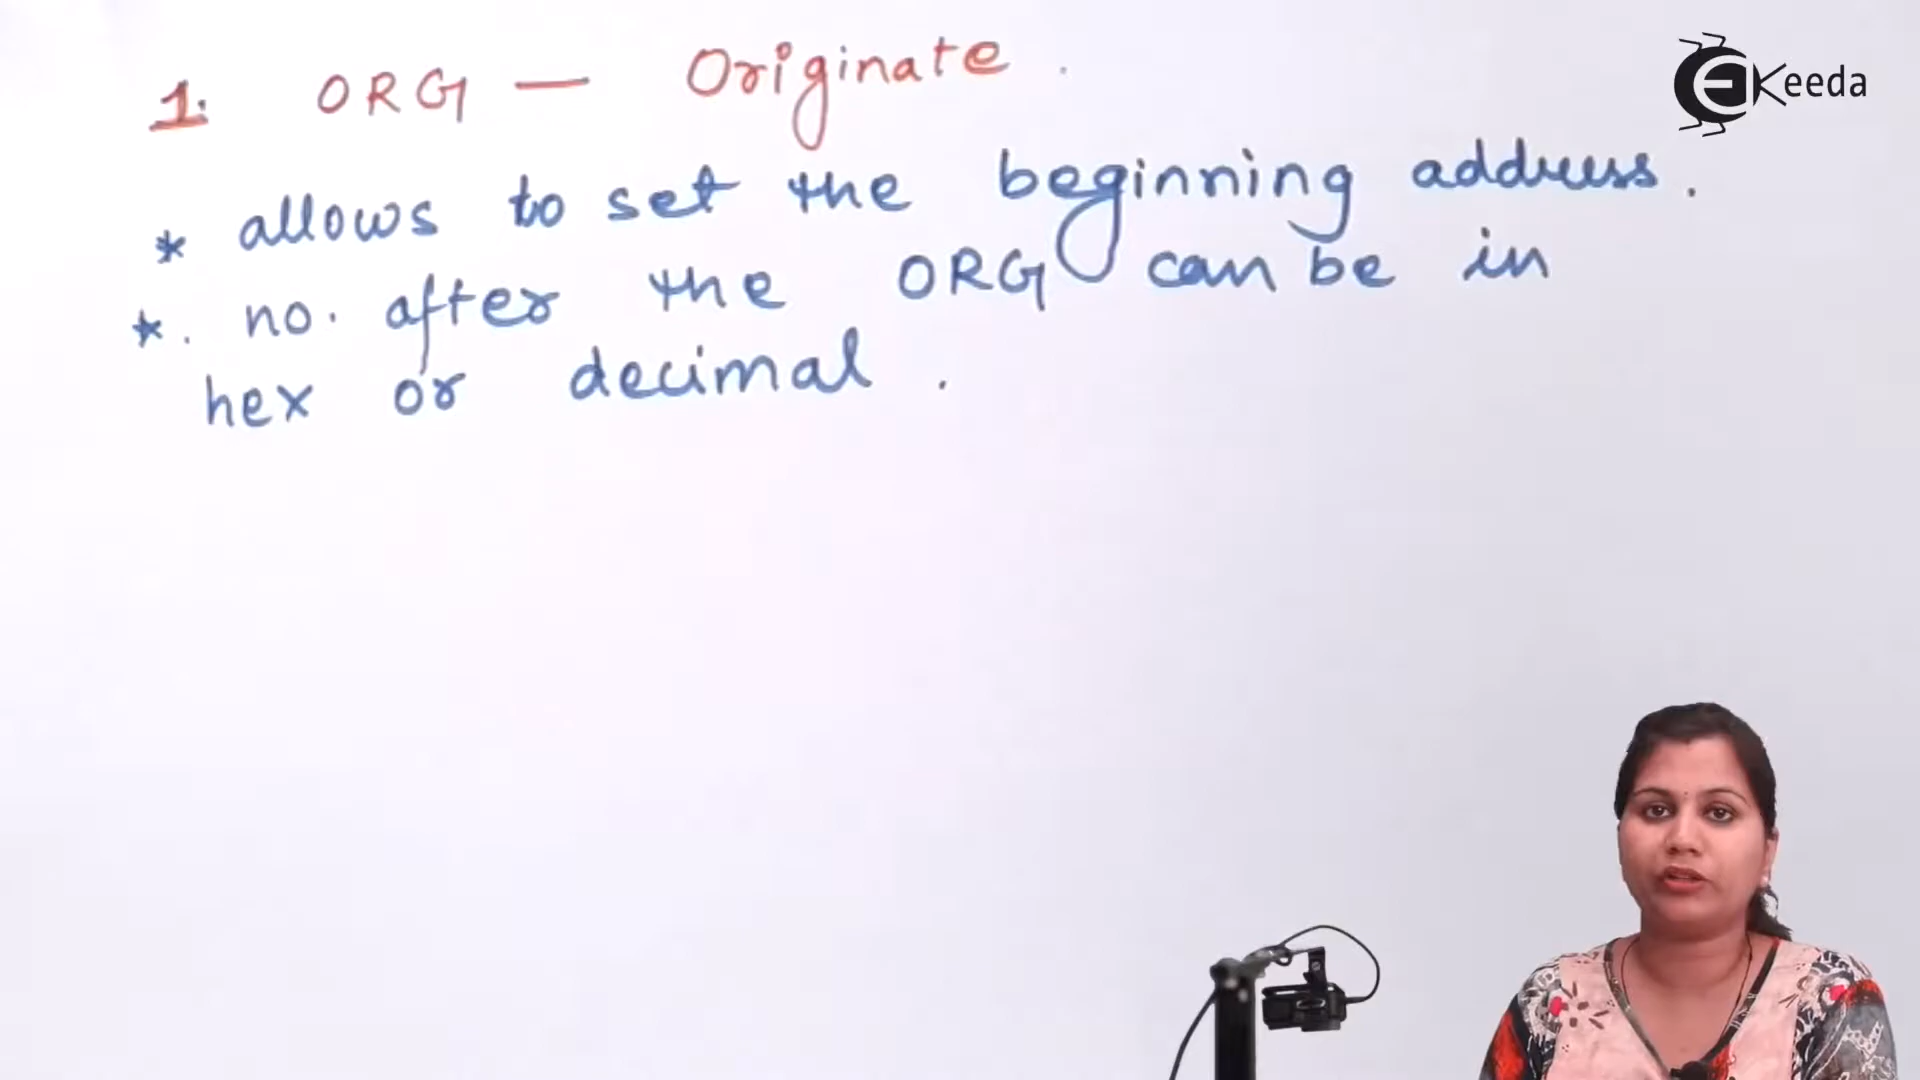 1. ORG — Originate.
* allows to set the beginning address.
*. no. after the ORG can be in
hex or decimal.
EKeeda